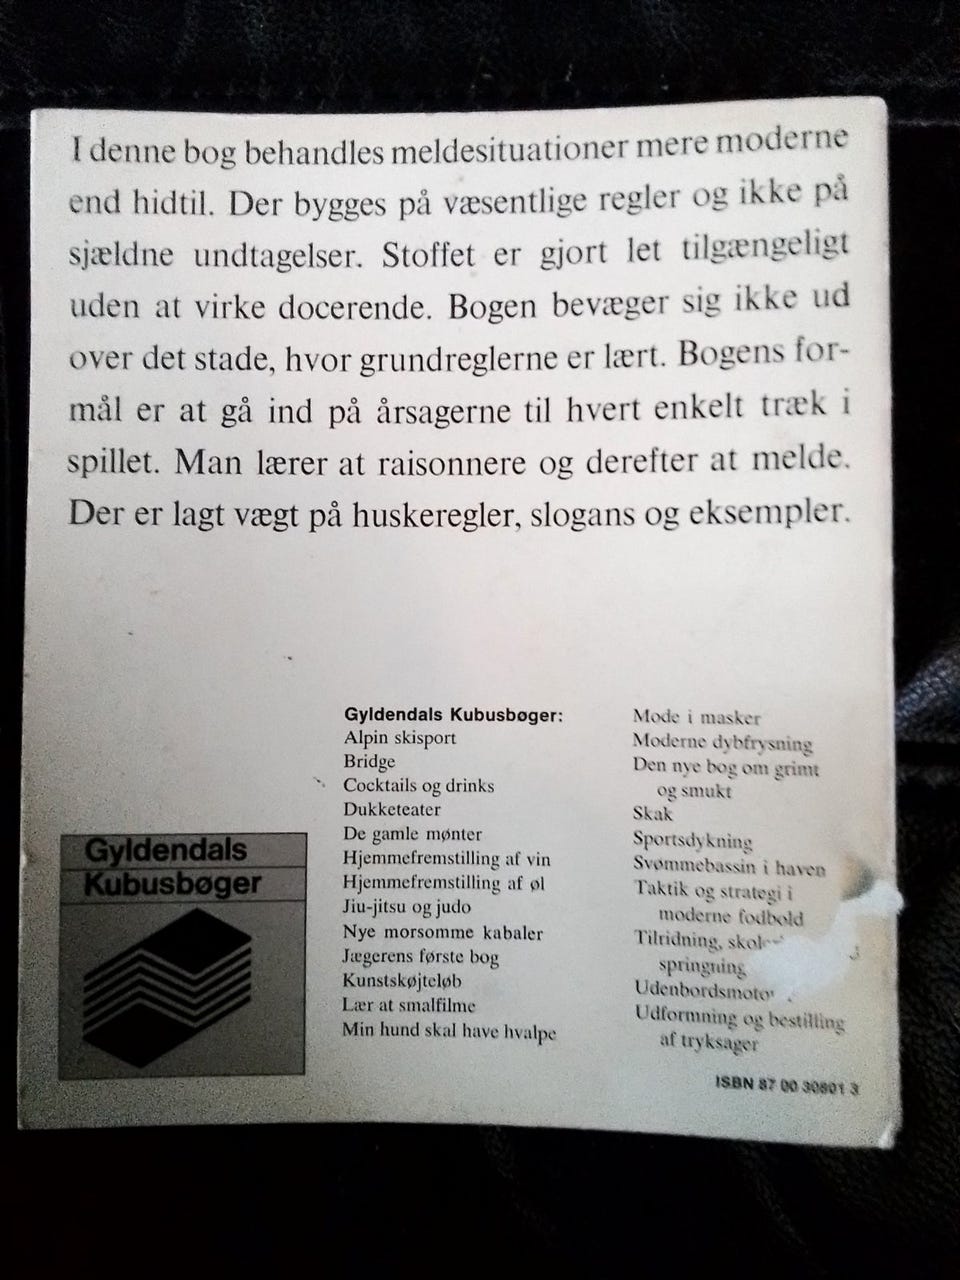 I denne bog behandles meldesituationer mere moderne
end hidtil. Der bygges på væsentlige regler og ikke på
sjældne undtagelser. Stoffet er gjort let tilgængeligt
uden at virke docerende. Bogen bevæger sig ikke ud
over det stade, hvor grundreglerne er lært. Bogens for-
mål er at gå ind på årsagerne til hvert enkelt træk i
spillet. Man lærer at raisonnere og derefter at melde.
Der er lagt vægt på huskeregler, slogans og eksempler.
Gyldendals
Kubusbøger
Gyldendals Kubusbøger:
Alpin skisport
Bridge
Cocktails og drinks
Dukketeater
De gamle mønter
Hjemmefremstilling af vin
Hjemmefremstilling af øl
Jiu-jitsu og judo
Nye morsomme kabaler
Jægerens første bog
Kunstskøjteløb
Lær at smalfilme
Min hund skal have hvalpe
Mode i masker
Moderne dybfrysning
Den nye bog om grimt
og smukt
Skak
Sportsdykning
Svømmebassin i haven
Taktik og strategi i
moderne fodbold
Tilridning,
springning
Udformning og bestilling
af tryksager
ISBN 87 00 30801 3